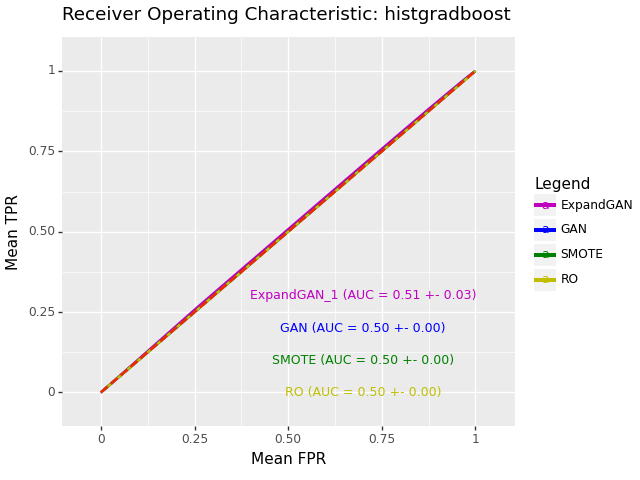 Receiver Operating Characteristic: histgradboost
1
0.75
0.50
0.25
0
Mean TPR
ExpandGAN_1 (AUC = 0.51 +- 0.03)
GAN (AUC = 0.50 +- 0.00)
SMOTE (AUC = 0.50 +- 0.00)
RO (AUC = 0.50 +- 0.00)
0 0.25 0.50 0.75 1
Mean FPR
Legend
a ExpandGAN
a GAN
a SMOTE
a RO